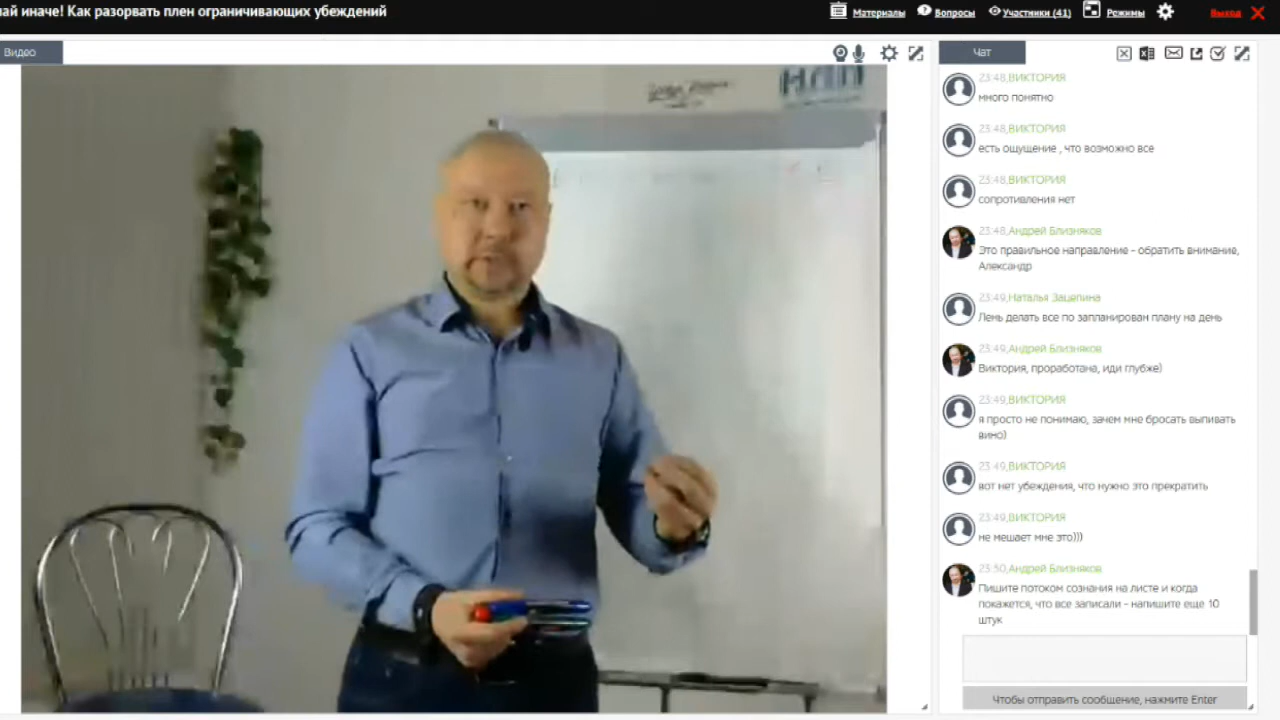 ай иначе! Как разорвать плен ограничивающих убеждений
Материалы
Вопросы
Участники (41)
Режимы
Выход
Видео
Чат
23:48,ВИКТОРИЯ
много понятно
23:48,ВИКТОРИЯ
есть ощущение , что возможно все
23:48,ВИКТОРИЯ
сопротивления нет
23:48,Андрей Близняков
Это правильное направление - обратить внимание,
Александр
23:49,Наталья Зацепина
Лень делать все по запланирован плану на день
23:49,Андрей Близняков
Виктория, проработана, иди глубже)
23:49,ВИКТОРИЯ
я просто не понимаю, зачем мне бросать выпивать
вино)
23:49,ВИКТОРИЯ
вот нет убеждения, что нужно это прекратить
23:49,ВИКТОРИЯ
не мешает мне это)))
23:50,Андрей Близняков
Пишите потоком сознания на листе и когда
покажется, что все записали - напишите еще 10
штук
Чтобы отправить сообщение, нажмите Enter